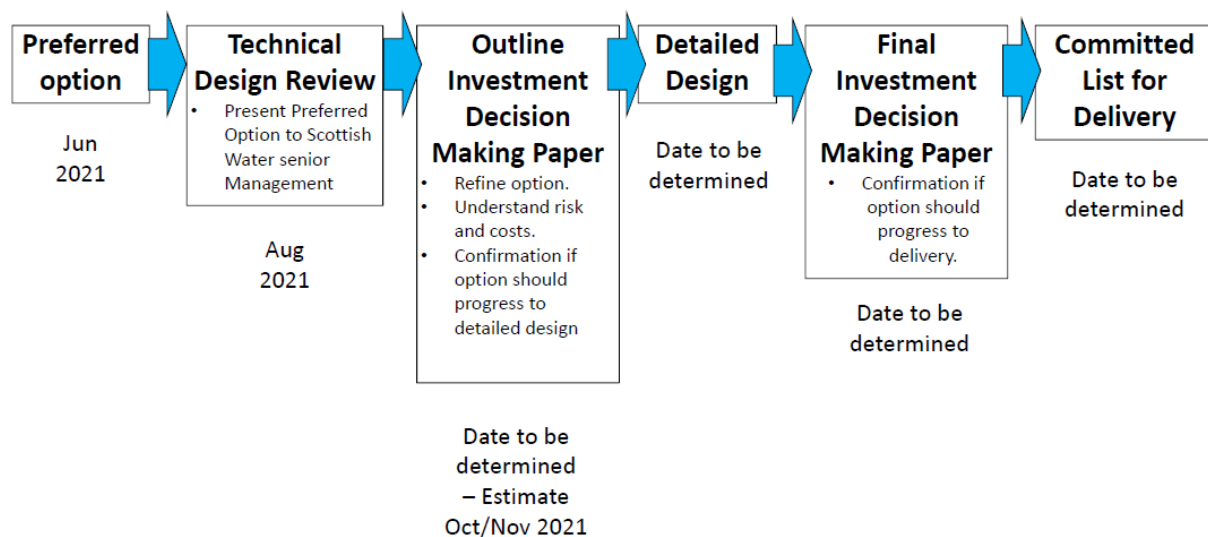 Preferred
option
Jun
2021
Technical
Design Review
• Present Preferred
Option to Scottish
Water senior
Management
Aug
2021
Outline
Investment
Decision
Making Paper
• Refine option.
• Understand risk
and costs.
• Confirmation if
option should
progress to
detailed design
Date to be
determined
– Estimate
Oct/Nov 2021
Detailed
Design
Date to be
determined
Final
Investment
Decision
Making Paper
• Confirmation if
option should
progress to
delivery.
Date to be
determined
Committed
List for
Delivery
Date to be
determined